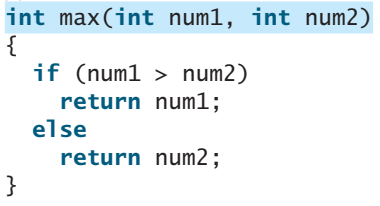 int max(int num1, int num2)
{
  if (num1 > num2)
    return num1;
  else
    return num2;
}